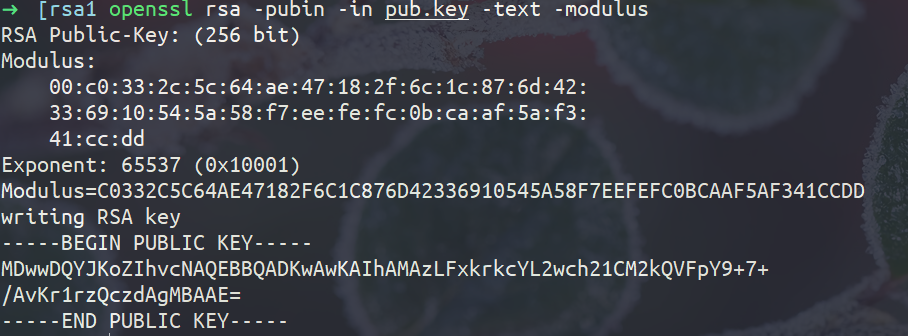 → [rsa1 openssl rsa -pubin -in pub.key -text -modulus
RSA Public-Key: (256 bit)
Modulus:
    00:c0:33:2c:5c:64:ae:47:18:2f:6c:1c:87:6d:42:
    33:69:10:54:5a:58:f7:ee:fe:fc:0b:ca:af:5a:f3:
    41:cc:dd
Exponent: 65537 (0x10001)
Modulus=C0332C5C64AE47182F6C1C876D42336910545A58F7EEFEFC0BCAAF5AF341CCDD
writing RSA key
-----BEGIN PUBLIC KEY-----
MDwwDQYJKoZIhvcNAQEBBQADKwAwKAIhAMAzLFxkrkcYL2wch21CM2kQVFpY9+7+
/AvKr1rzQczdAgMBAAE=
-----END PUBLIC KEY-----